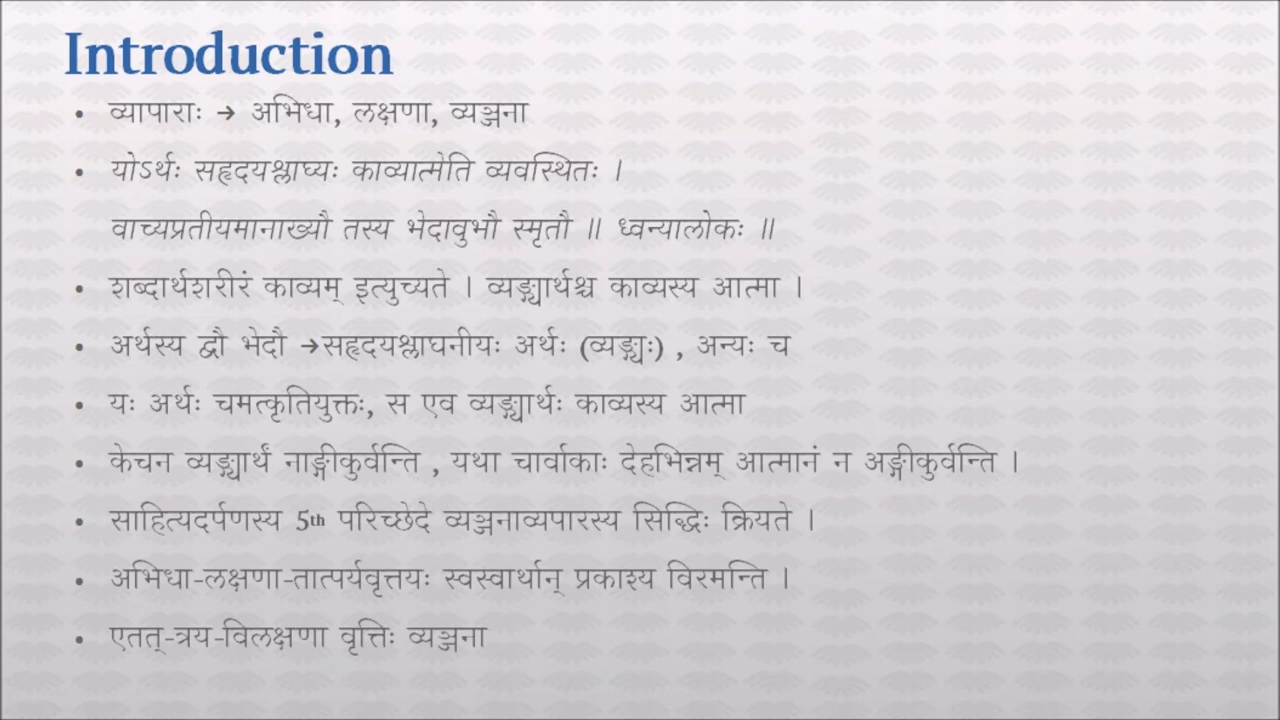 Introduction
• व्यापाराः → अभिधा, लक्षणा, व्यञ्जना
• योऽर्थः सहृदयश्लाघ्यः काव्यात्मेति व्यवस्थितः ।
वाच्यप्रतीयमानाख्यौ तस्य भेदावुभौ स्मृतौ ॥ ध्वन्यालोकः ॥
• शब्दार्थशरीरं काव्यम् इत्युच्यते । व्यङ्ग्यार्थश्च काव्यस्य आत्मा ।
• अर्थस्य द्वौ भेदौ →सहृदयश्लाघनीयः अर्थः (व्यङ्ग्यः) , अन्यः च
• यः अर्थः चमत्कृतियुक्तः, स एव व्यङ्ग्यार्थः काव्यस्य आत्मा
• केचन व्यङ्ग्यार्थं नाङ्गीकुर्वन्ति , यथा चार्वाकाः देहभिन्नम् आत्मानं न अङ्गीकुर्वन्ति ।
• साहित्यदर्पणस्य 5th परिच्छेदे व्यञ्जनाव्यपारस्य सिद्धिः क्रियते ।
• अभिधा-लक्षणा-तात्पर्यवृत्तयः स्वस्वार्थान् प्रकाश्य विरमन्ति ।
• एतत्-त्रय-विलक्षणा वृत्तिः व्यञ्जना